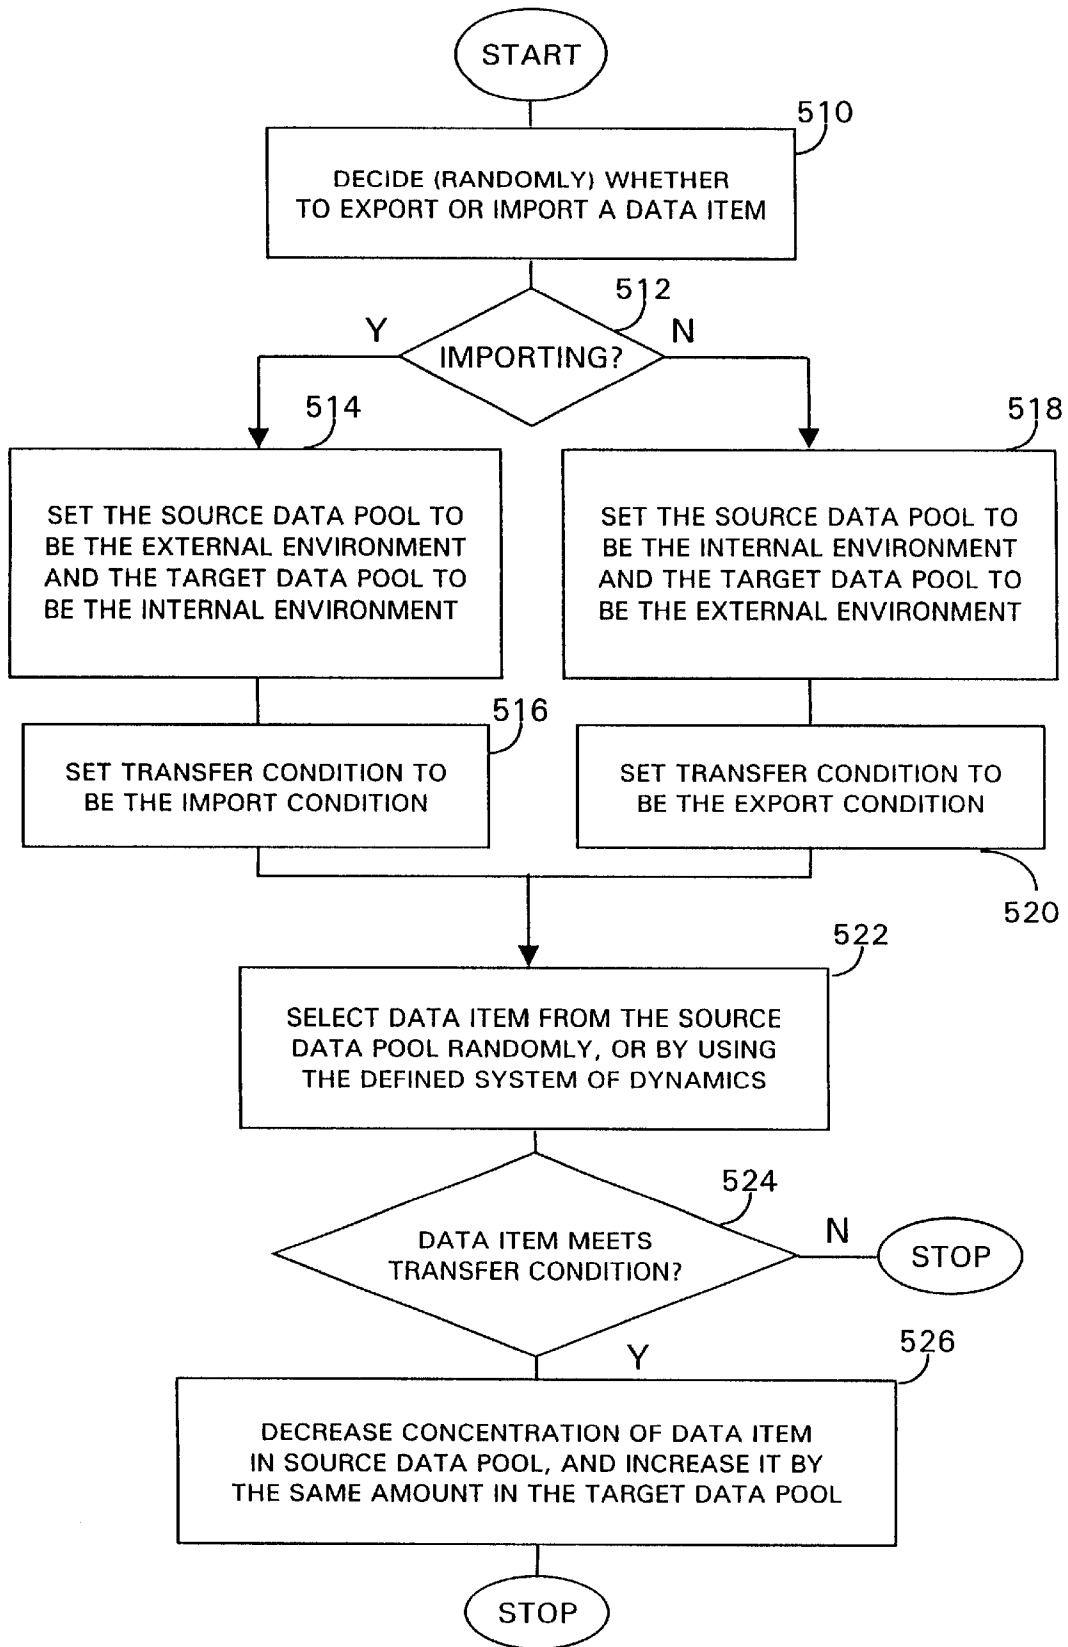 START
510
DECIDE (RANDOMLY) WHETHER
TO EXPORT OR IMPORT A DATA ITEM
512
Y
N
IMPORTING?
514
518
SET THE SOURCE DATA POOL TO
BE THE EXTERNAL ENVIRONMENT
AND THE TARGET DATA POOL TO
BE THE INTERNAL ENVIRONMENT
SET THE SOURCE DATA POOL TO
BE THE INTERNAL ENVIRONMENT
AND THE TARGET DATA POOL TO
BE THE EXTERNAL ENVIRONMENT
516
SET TRANSFER CONDITION TO
BE THE IMPORT CONDITION
SET TRANSFER CONDITION TO
BE THE EXPORT CONDITION
520
522
SELECT DATA ITEM FROM THE SOURCE
DATA POOL RANDOMLY, OR BY USING
THE DEFINED SYSTEM OF DYNAMICS
524
DATA ITEM MEETS
TRANSFER CONDITION?
N
STOP
Y
526
DECREASE CONCENTRATION OF DATA ITEM
IN SOURCE DATA POOL, AND INCREASE IT BY
THE SAME AMOUNT IN THE TARGET DATA POOL
STOP